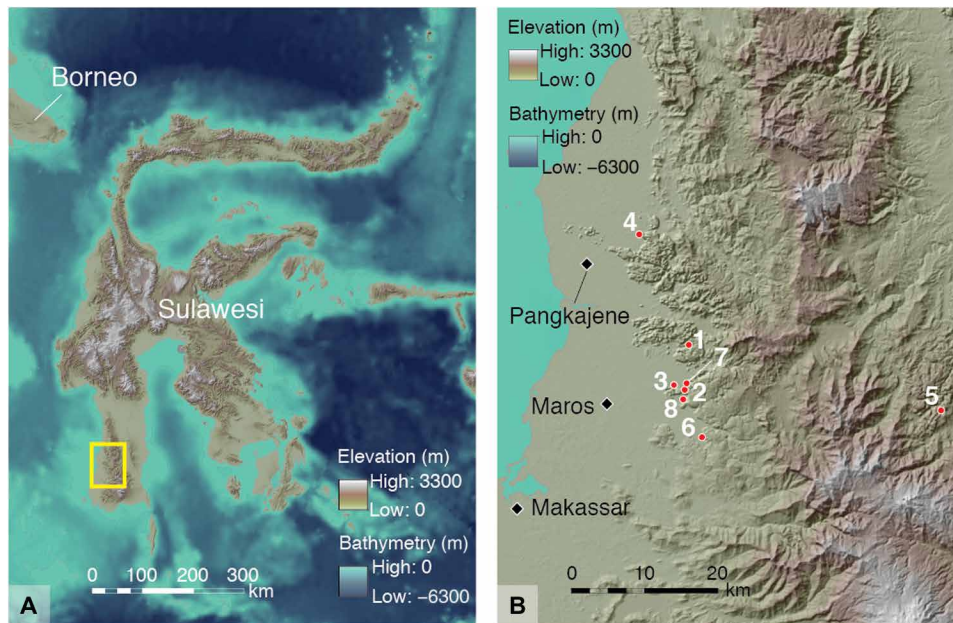 Borneo
Sulawesi
Elevation (m)
High: 3300
Low: 0
Bathymetry (m)
High: 0
Low: −6300
0 100 200 300
km
A
Elevation (m)
High: 3300
Low: 0
Bathymetry (m)
High: 0
Low: −6300
4
Pangkajene
1
7
3
2
5
Maros
8
6
Makassar
0 10 20
km
B